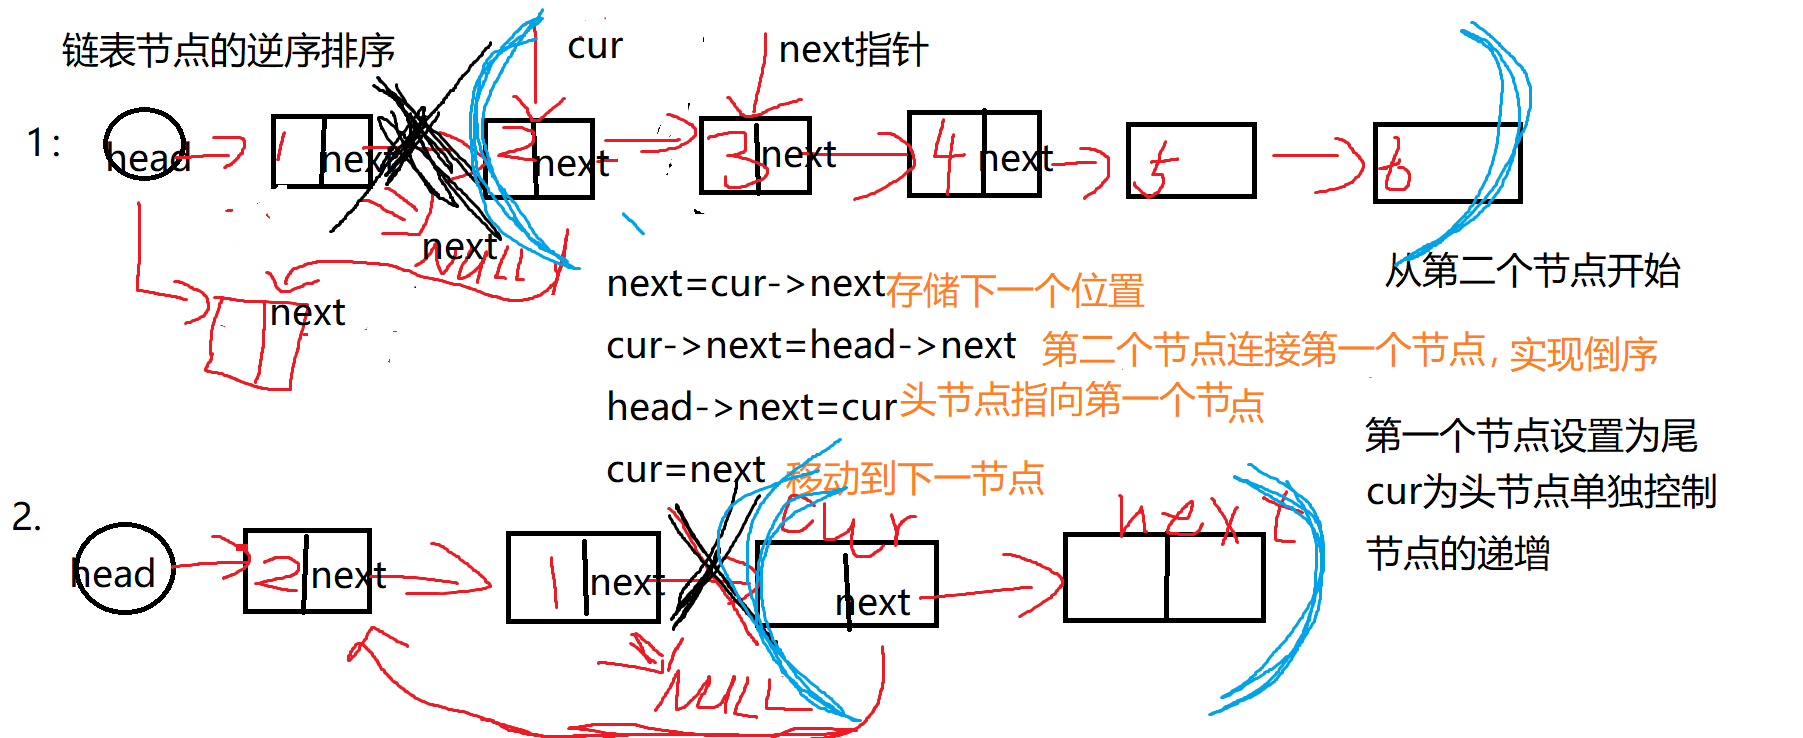 链表节点的逆序排序
cur
next指针
1：
head
1 next
2 next
3 next
4 next
5
6
next
NULL
next
从第二个节点开始
next=cur->next存储下一个位置
cur->next=head->next 第二个节点连接第一个节点，实现倒序
head->next=cur头节点指向第一个节点
cur=next 移动到下一节点
第一个节点设置为尾
cur为头节点单独控制
节点的递增
2.
cur
next
head
2 next
1 next
next
NULL